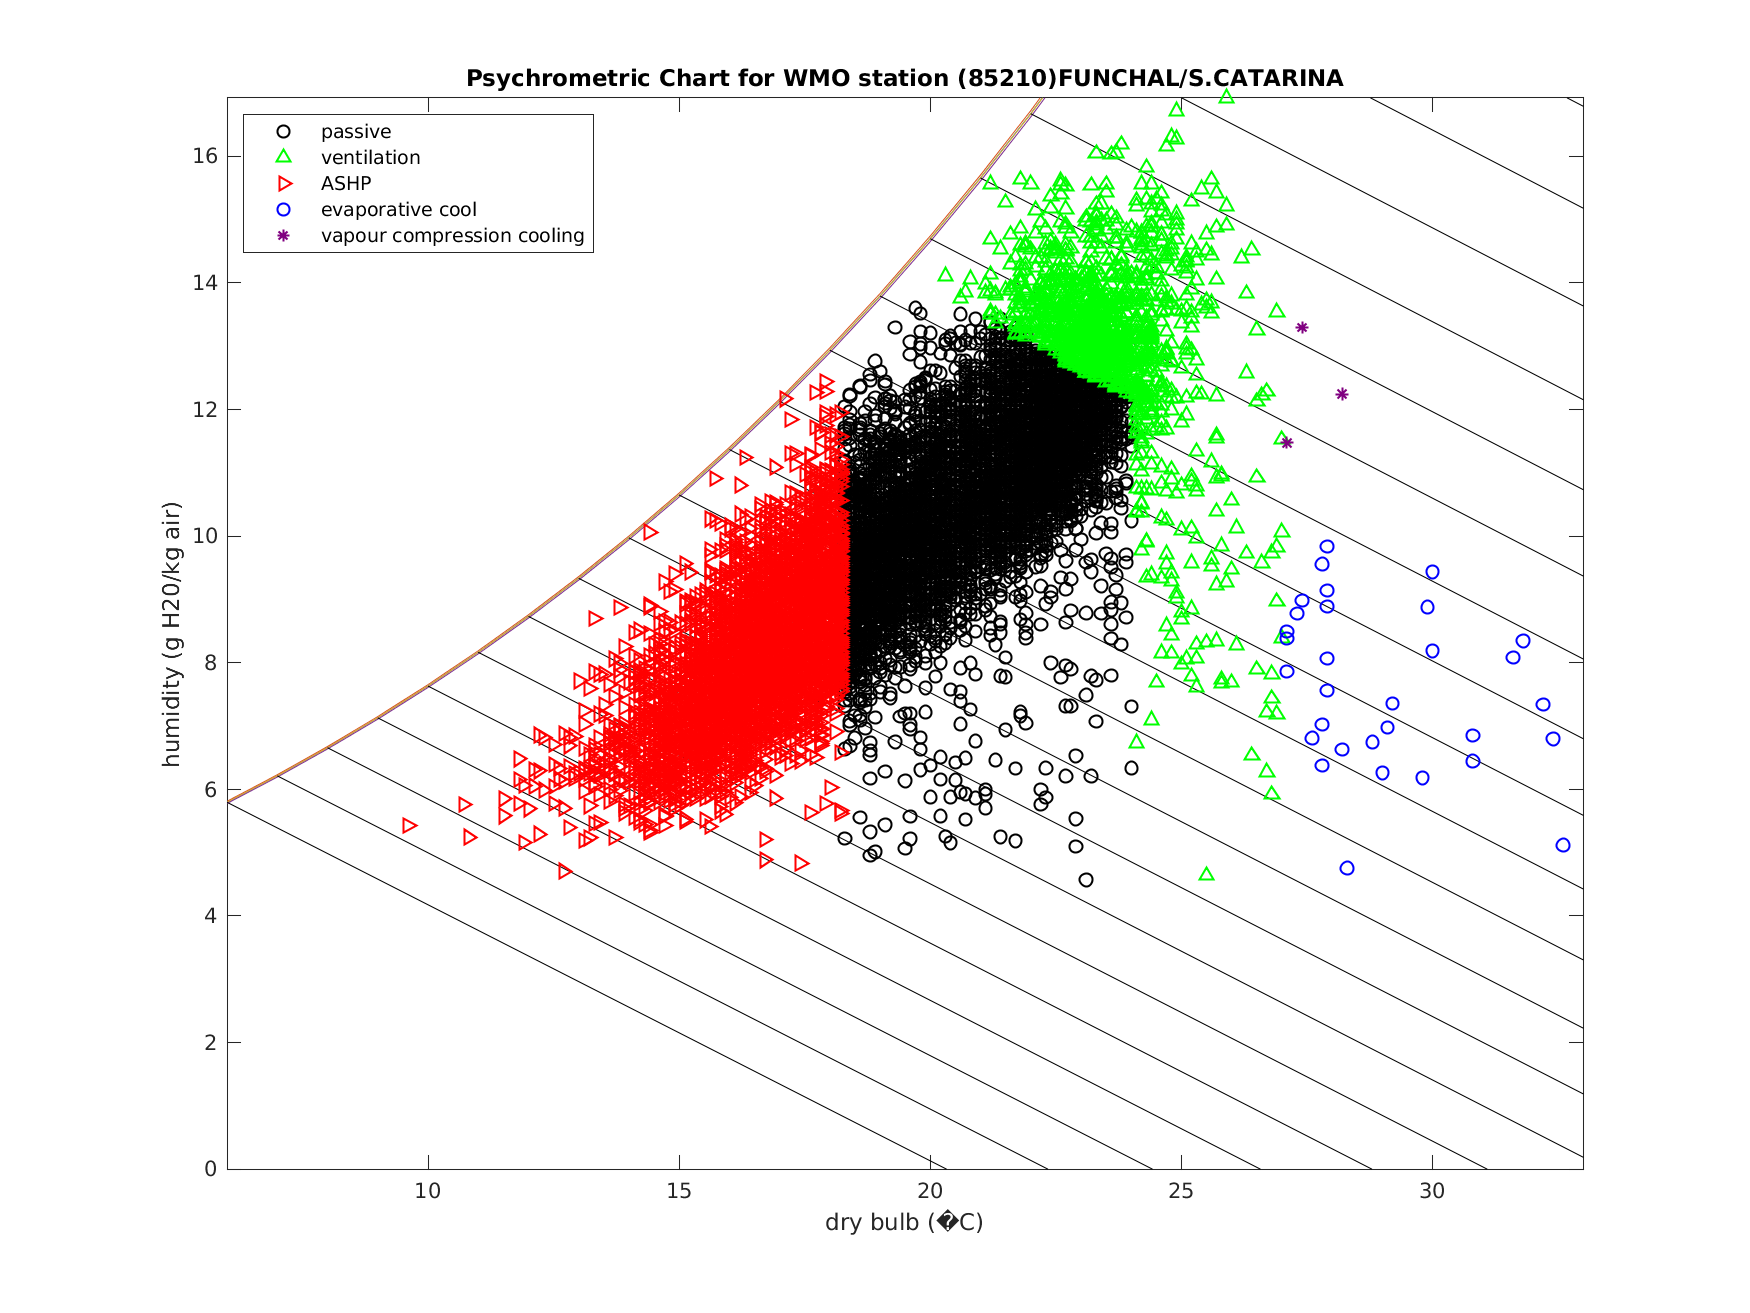 Psychrometric Chart for WMO station (85210)FUNCHAL/S.CATARINA
passive
ventilation
ASHP
evaporative cool
vapour compression cooling
humidity (g H20/kg air)
16
14
12
10
8
6
4
2
0
10 15 20 25 30
dry bulb (�C)